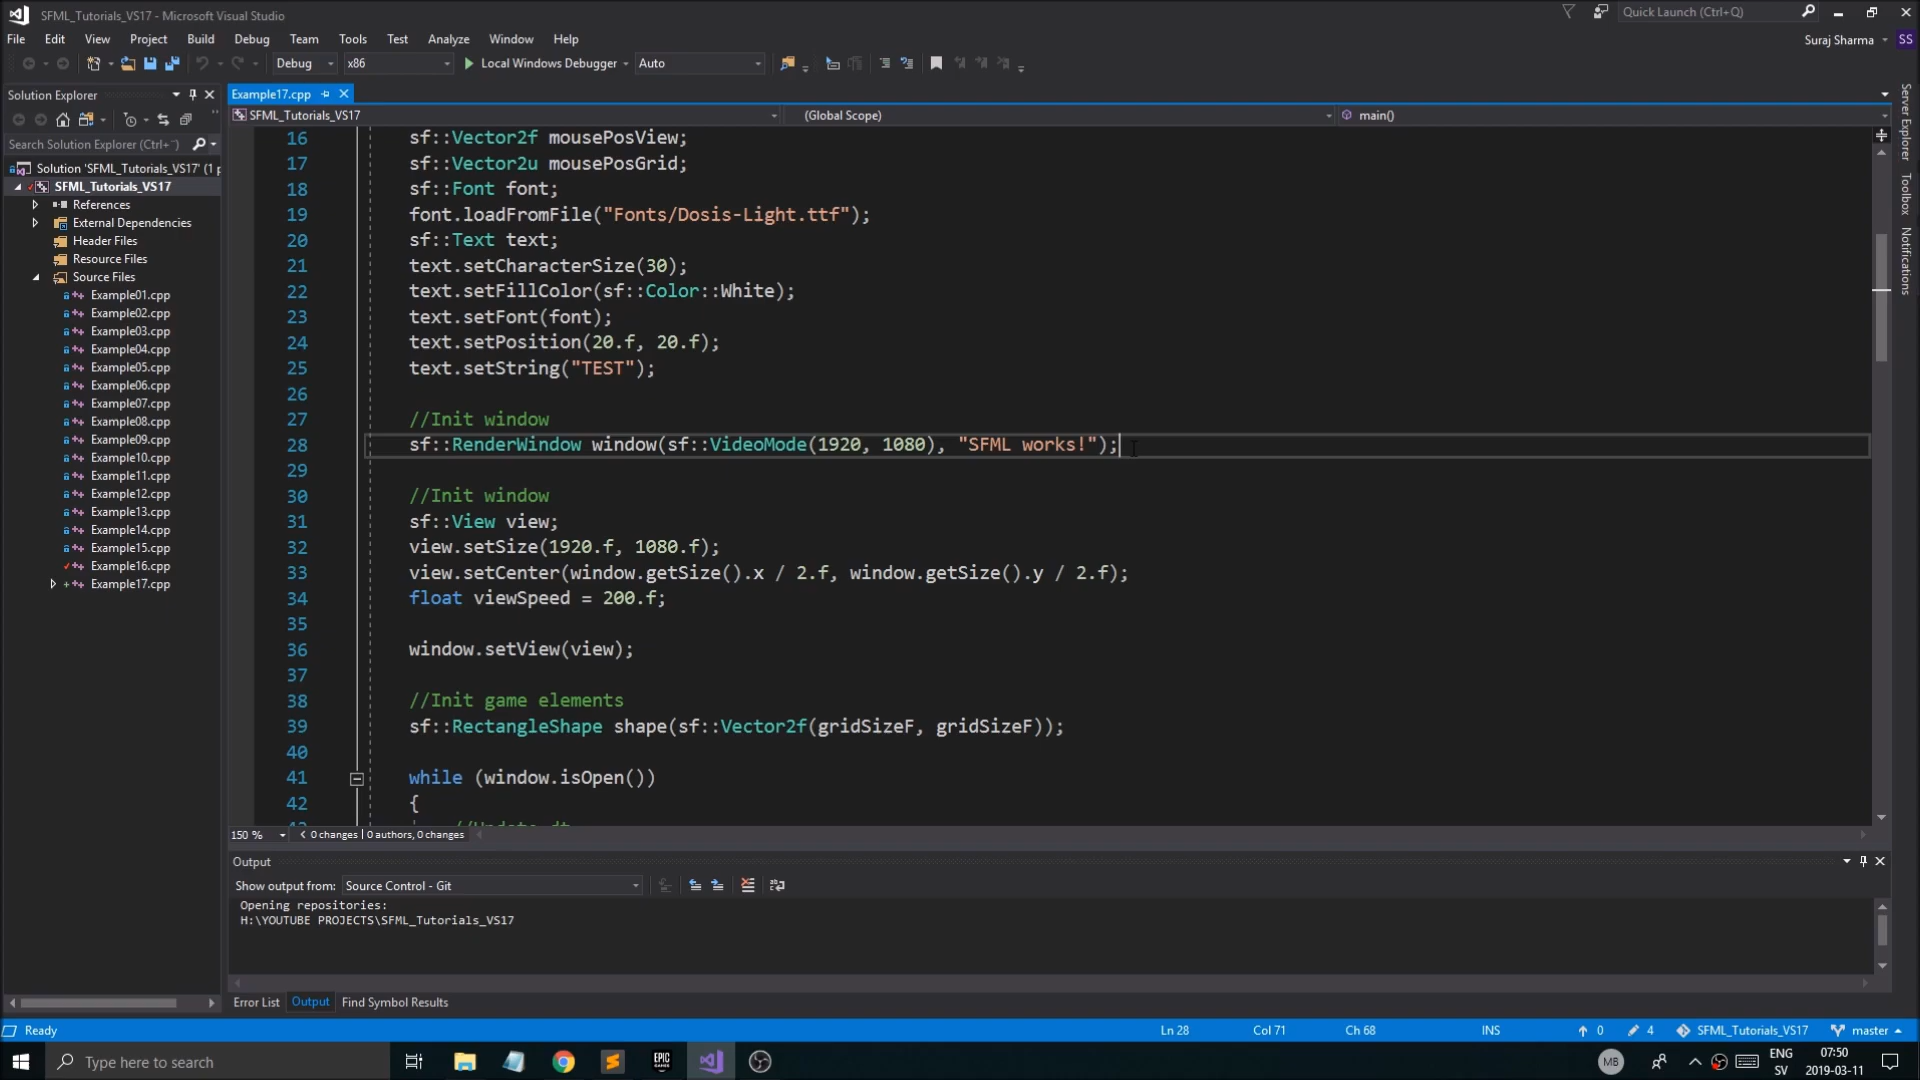 SFML_Tutorials_VS17 - Microsoft Visual Studio
Quick Launch (Ctrl+Q)
File Edit View Project Build Debug Team Tools Test Analyze Window Help
Suraj Sharma SS
Debug x86 Local Windows Debugger Auto
Solution Explorer
Example17.cpp
SFML_Tutorials_VS17 (Global Scope) main()
Search Solution Explorer (Ctrl+
Solution 'SFML_Tutorials_VS17' (1 p
SFML_Tutorials_VS17
References
External Dependencies
Header Files
Resource Files
Source Files
Example01.cpp
Example02.cpp
Example03.cpp
Example04.cpp
Example05.cpp
Example06.cpp
Example07.cpp
Example08.cpp
Example09.cpp
Example10.cpp
Example11.cpp
Example12.cpp
Example13.cpp
Example14.cpp
Example15.cpp
Example16.cpp
Example17.cpp
16 sf::Vector2f mousePosView;
17 sf::Vector2u mousePosGrid;
18 sf::Font font;
19 font.loadFromFile("Fonts/Dosis-Light.ttf");
20 sf::Text text;
21 text.setCharacterSize(30);
22 text.setFillColor(sf::Color::White);
23 text.setFont(font);
24 text.setPosition(20.f, 20.f);
25 text.setString("TEST");
26
27 //Init window
28 sf::RenderWindow window(sf::VideoMode(1920, 1080), "SFML works!");
29
30 //Init window
31 sf::View view;
32 view.setSize(1920.f, 1080.f);
33 view.setCenter(window.getSize().x / 2.f, window.getSize().y / 2.f);
34 float viewSpeed = 200.f;
35
36 window.setView(view);
37
38 //Init game elements
39 sf::RectangleShape shape(sf::Vector2f(gridSizeF, gridSizeF));
40
41 while (window.isOpen())
42 {
//Update dt
Server Explorer
Toolbox
Notifications
150 % 0 changes | 0 authors, 0 changes
Output
Show output from: Source Control - Git
Opening repositories:
H:\YOUTUBE PROJECTS\SFML_Tutorials_VS17
Error List Output Find Symbol Results
Ready Ln 28 Col 71 Ch 68 INS 0 4 SFML_Tutorials_VS17 master
Type here to search
EPIC GAMES
MB
ENG
SV
07:50
2019-03-11